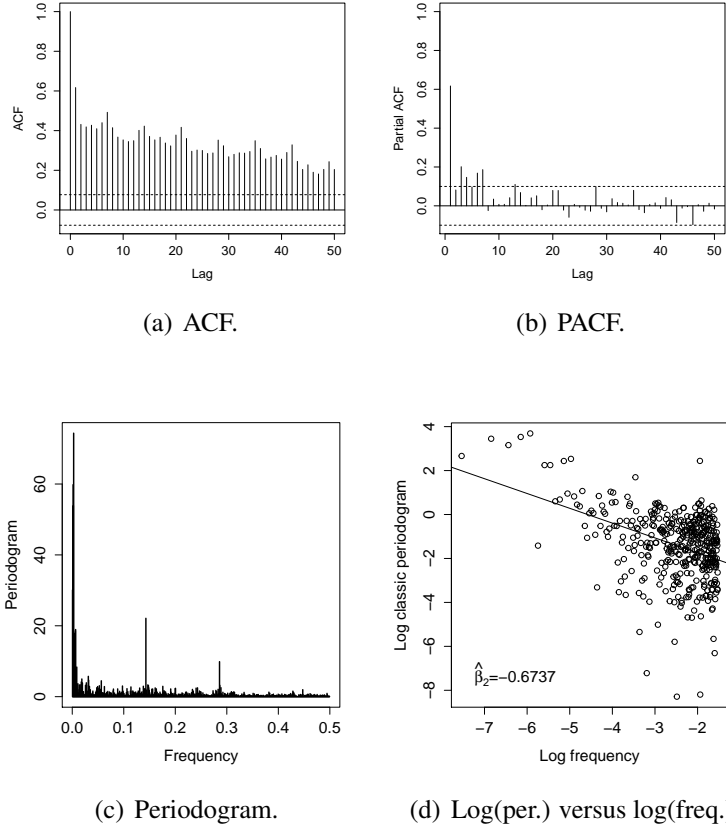 0.0 0.2 0.4 0.6 0.8 1.0
ACF
0 10 20 30 40 50
Lag
(a) ACF.
0.0 0.2 0.4 0.6 0.8 1.0
Partial ACF
0 10 20 30 40 50
Lag
(b) PACF.
0 20 40 60
Periodogram
0.0 0.1 0.2 0.3 0.4 0.5
Frequency
(c) Periodogram.
−8 −6 −4 −2 0 2 4
Log classic periodogram
β̂2=−0.6737
−7 −6 −5 −4 −3 −2
Log frequency
(d) Log(per.) versus log(freq.